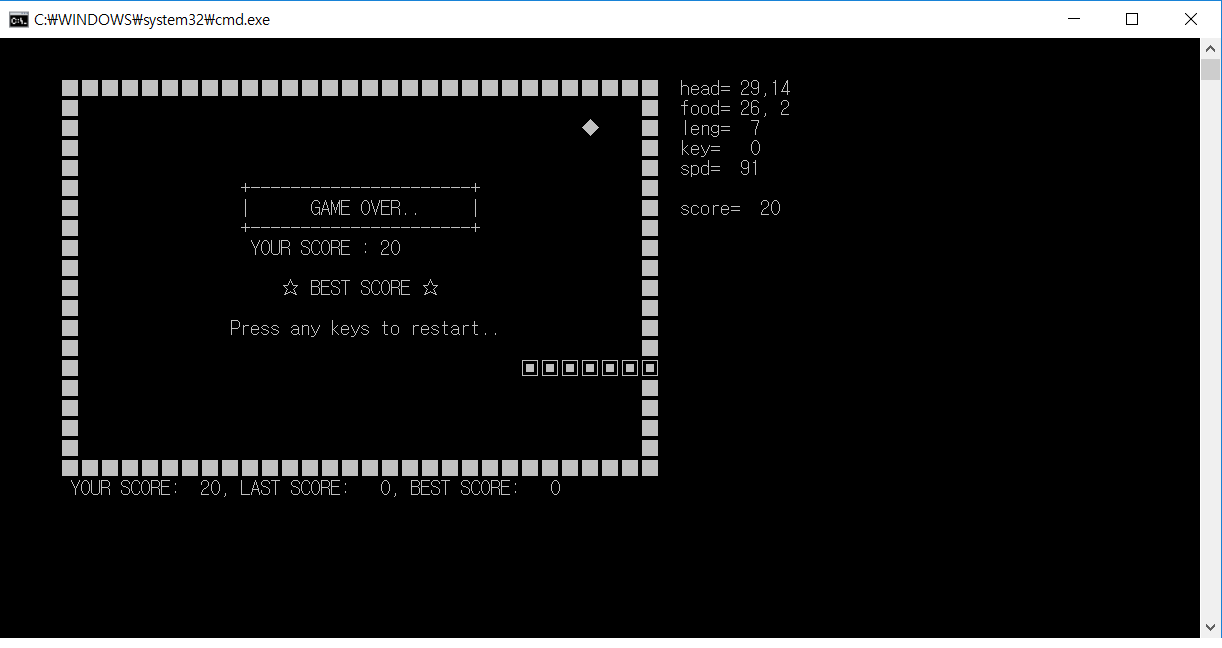 C:₩WINDOWS₩system32₩cmd.exe
head= 29,14
food= 26, 2
leng=  7
key=   0
spd=  91
score=  20
GAME OVER..
YOUR SCORE : 20
☆ BEST SCORE ☆
Press any keys to restart..
YOUR SCORE:  20, LAST SCORE:   0, BEST SCORE:   0